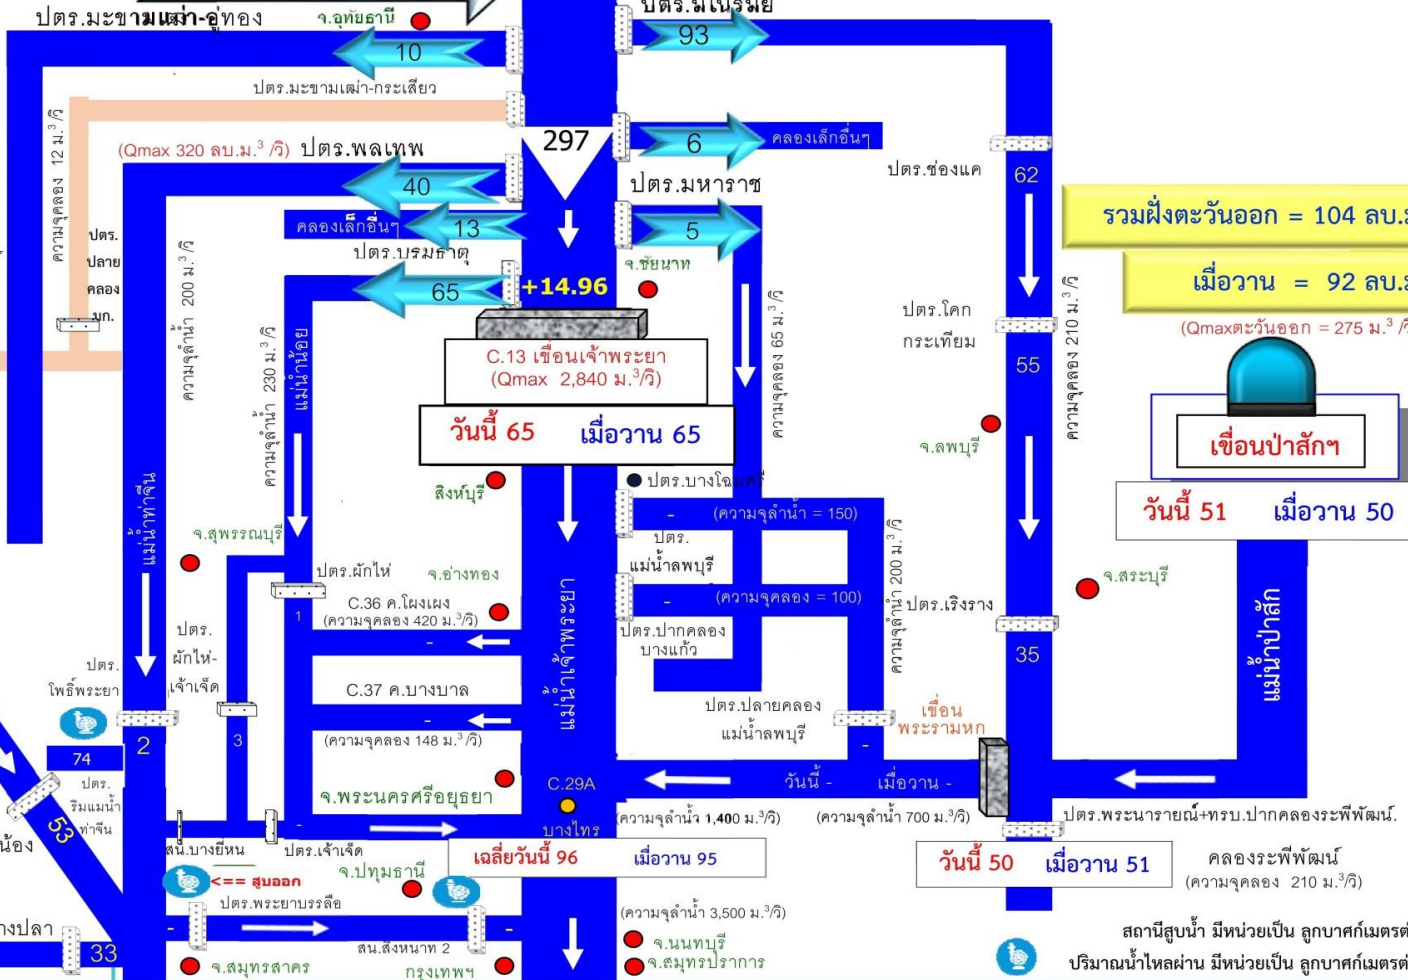 ปตร.มะขามเฒ่า-อู่ทอง
จ.อุทัยธานี
ปตร.มโนรมย์
10
93
ปตร.มะขามเฒ่า-กระเสียว
ความจุคลอง 12 ม.³/วิ
(Qmax 320 ลบ.ม.³ /วิ) ปตร.พลเทพ
297
6
คลองเล็กอื่นๆ
ปตร.ช่องแค
62
40
ปตร.มหาราช
รวมฝั่งตะวันออก = 104 ลบ.ม
คลองเล็กอื่นๆ
13
5
ปตร.
ปลาย
คลอง
มก.
ความจุลำน้ำ 200 ม.³/วิ
ปตร.บรมธาตุ
จ.ชัยนาท
65
+14.96
เมื่อวาน = 92 ลบ.ม
ความจุลำน้ำ 230 ม.³/วิ
แม่น้ำน้อย
ความจุคลอง 65 ม.³/วิ
ปตร.โคก
กระเทียม
ความจุคลอง 210 ม.³/วิ
(Qmaxตะวันออก = 275 ม.³ /วิ
C.13 เขื่อนเจ้าพระยา
(Qmax 2,840 ม.³/วิ)
55
วันนี้ 65 เมื่อวาน 65
จ.ลพบุรี
เขื่อนป่าสักฯ
วันนี้ 51 เมื่อวาน 50
แม่น้ำท่าจีน
สิงห์บุรี
ปตร.บางโฉมศรี
- (ความจุลำน้ำ = 150)
จ.สุพรรณบุรี
ปตร.
แม่น้ำลพบุรี
ความจุลำน้ำ 200 ม.³/วิ
ปตร.ผักไห่
จ.อ่างทอง
จ.สระบุรี
- (ความจุคลอง = 100)
ปตร.เริงราง
1
C.36 ค.โผงเผง
(ความจุคลอง 420 ม.³/วิ)
-
แม่น้ำเจ้าพระยา
ปตร.ปากคลอง
บางแก้ว
35
แม่น้ำป่าสัก
ปตร.
ผักไห่-
เจ้าเจ็ด
ปตร.
โพธิ์พระยา
C.37 ค.บางบาล
-
(ความจุคลอง 148 ม.³/วิ)
ปตร.ปลายคลอง
แม่น้ำลพบุรี
-
เขื่อน
พระรามหก
2
3
74
ปตร.
ริมแม่น้ำ
ท่าจีน
53
C.29A
บางไทร
วันนี้ - เมื่อวาน -
จ.พระนครศรีอยุธยา
(ความจุลำน้ำ 1,400 ม.³/วิ)
(ความจุลำน้ำ 700 ม.³/วิ)
ปตร.พระนารายณ์+ทรบ.ปากคลองระพีพัฒน์.
-
น้อง
สน.บางยี่หน
ปตร.เจ้าเจ็ด
เฉลี่ยวันนี้ 96 เมื่อวาน 95
วันนี้ 50 เมื่อวาน 51
คลองระพีพัฒน์
(ความจุคลอง 210 ม.³/วิ)
<== สูบออก
จ.ปทุมธานี
ปตร.พระยาบรรลือ
-
-
(ความจุลำน้ำ 3,500 ม.³/วิ)
างปลา
33
สน.สิงหนาท 2
จ.นนทบุรี
จ.สมุทรปราการ
จ.สมุทรสาคร
กรุงเทพฯ
สถานีสูบน้ำ มีหน่วยเป็น ลูกบาศก์เมตรต่
ปริมาณน้ำไหลผ่าน มีหน่วยเป็น ลูกบาศก์เมตรต่